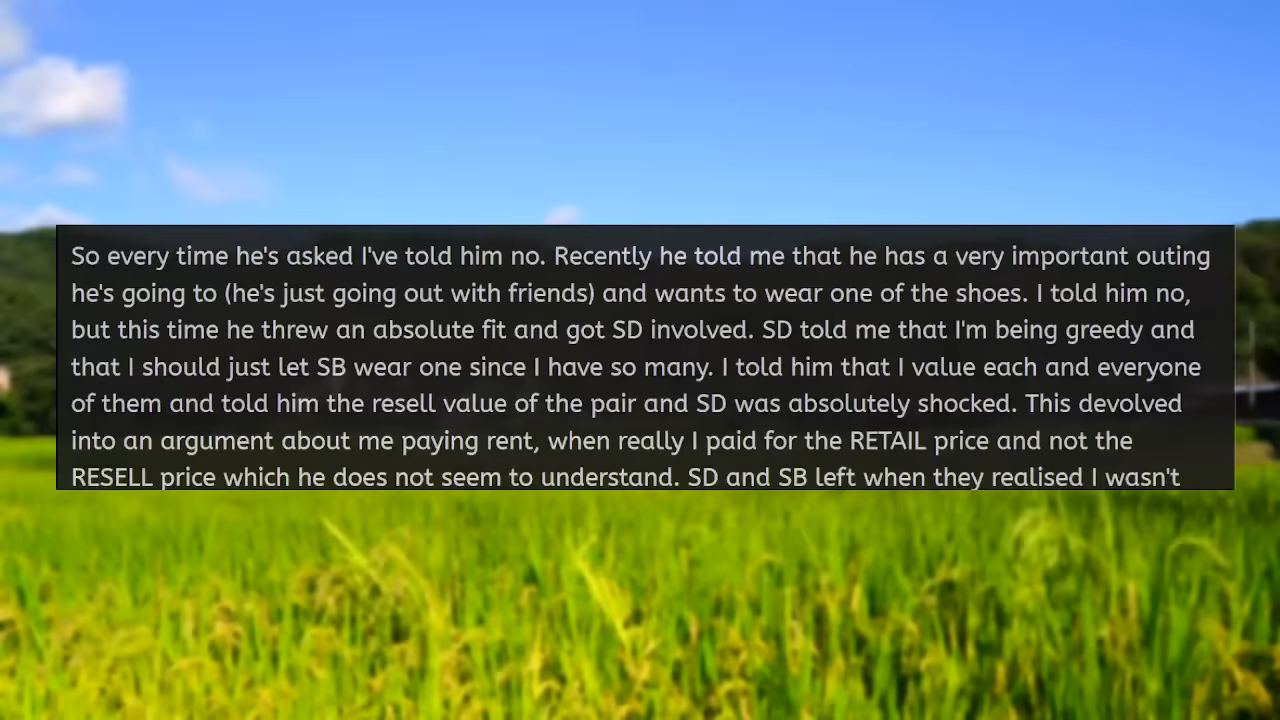 So every time he's asked I've told him no. Recently he told me that he has a very important outing
he's going to (he's just going out with friends) and wants to wear one of the shoes. I told him no,
but this time he threw an absolute fit and got SD involved. SD told me that I'm being greedy and
that I should just let SB wear one since I have so many. I told him that I value each and everyone
of them and told him the resell value of the pair and SD was absolutely shocked. This devolved
into an argument about me paying rent, when really I paid for the RETAIL price and not the
RESELL price which he does not seem to understand. SD and SB left when they realised I wasn't